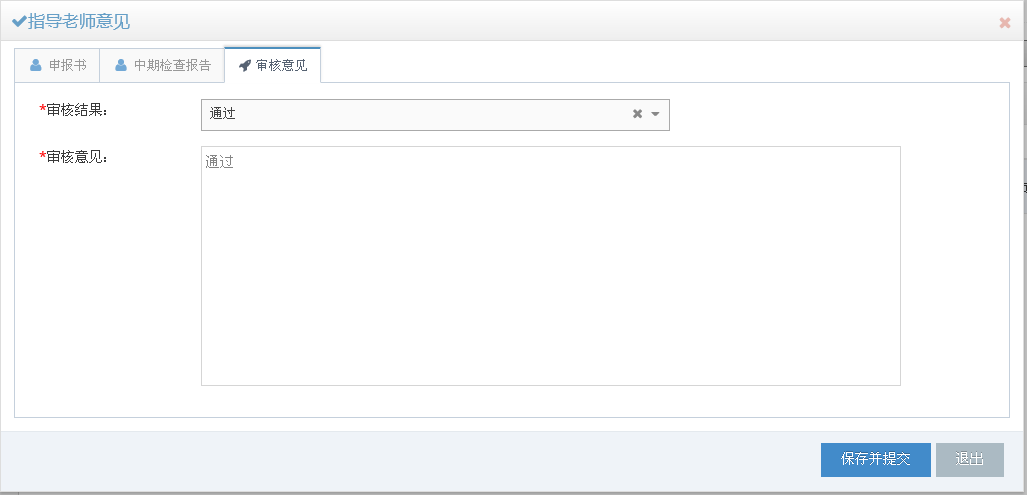 指导老师意见
申报书 中期检查报告 审核意见
*审核结果： 通过
*审核意见： 通过
保存并提交 退出